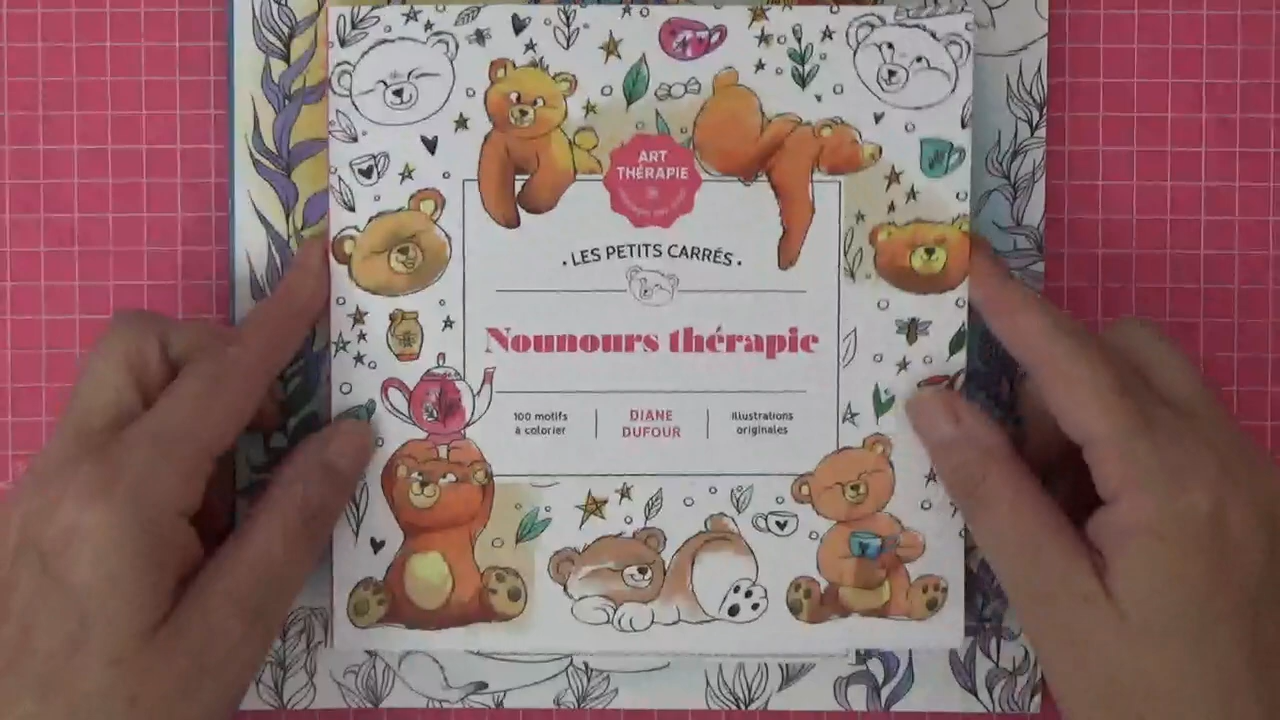 ART
THÉRAPIE
· LES PETITS CARRÉS ·
Nounours thérapie
100 motifs
à colorier
DIANE
DUFOUR
illustrations
originales